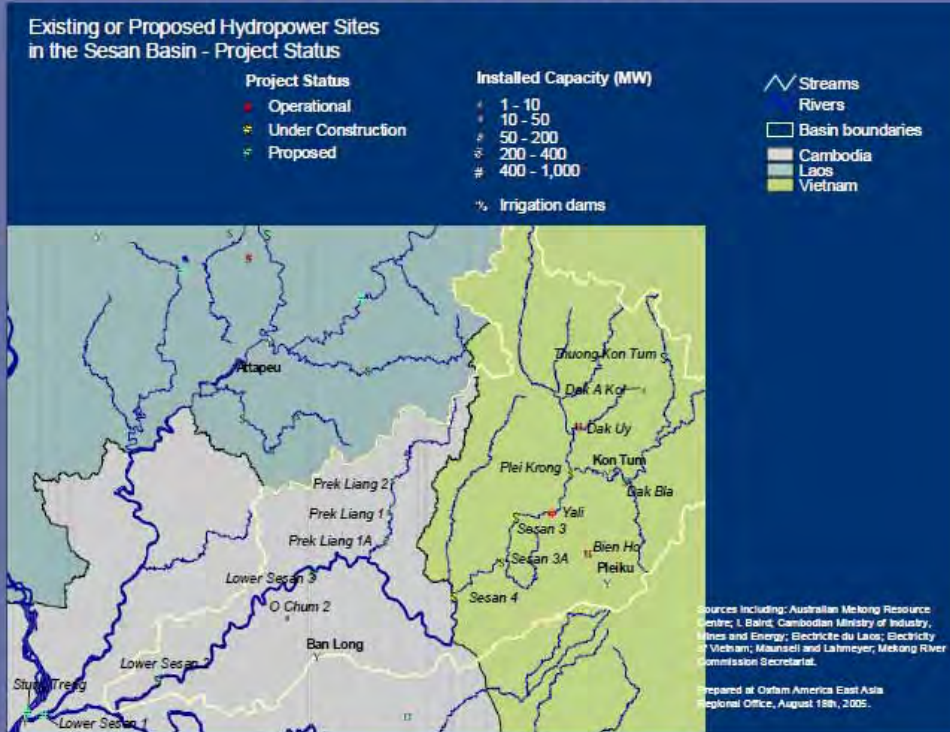 Existing or Proposed Hydropower Sites
in the Sesan Basin - Project Status
Project Status
Operational
Under Construction
Proposed
Installed Capacity (MW)
1 - 10
10 - 50
50 - 200
200 - 400
400 - 1,000
Irrigation dams
Streams
Rivers
Basin boundaries
Cambodia
Laos
Vietnam
Attapeu
Thuong Kon Tum
Dak A Kol
Dak Uy
Plei Krong
Kon Tum
Dak Bla
Prek Liang 2
Prek Liang 1
Yali
Sesan 3
Prek Liang 1A
Bien Ho
Sesan 3A
Pleiku
Lower Sesan 3
Sesan 4
O Chum 2
Ban Long
Lower Sesan 2
Stung Treng
Lower Sesan 1
Sources including: Australian Mekong Resource
Centre; I. Baird; Cambodian Ministry of Industry,
Mines and Energy; Electricite du Laos; Electricity
of Vietnam; Maunsell and Lahmeyer; Mekong River
Commission Secretariat.
Prepared at Oxfam America East Asia
Regional Office, August 18th, 2005.